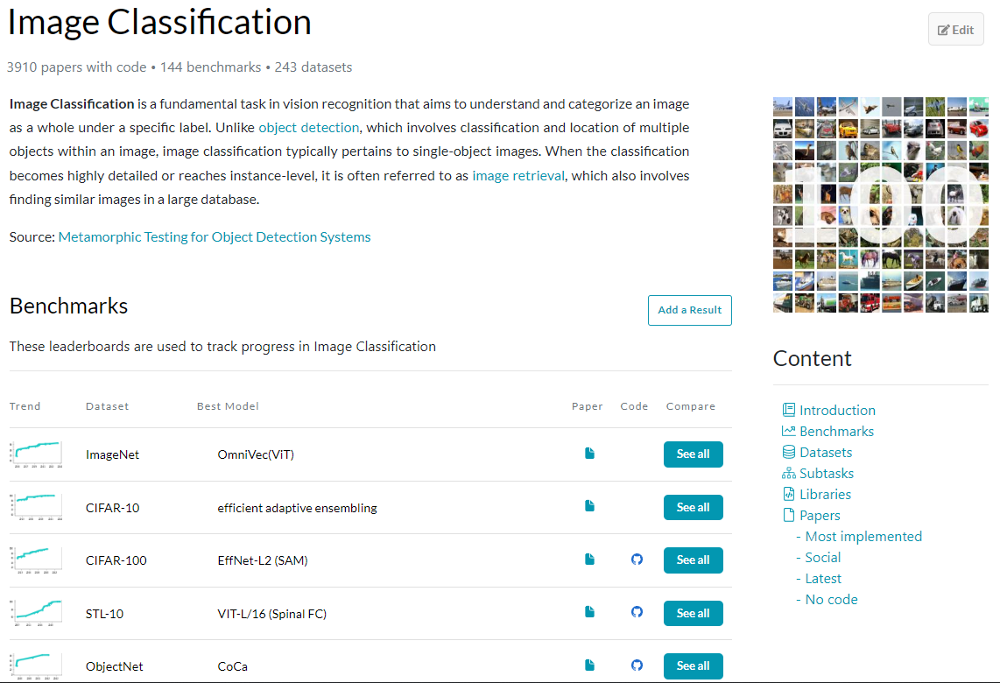 Image Classification
Edit
3910 papers with code • 144 benchmarks • 243 datasets
Image Classification is a fundamental task in vision recognition that aims to understand and categorize an image
as a whole under a specific label. Unlike object detection, which involves classification and location of multiple
objects within an image, image classification typically pertains to single-object images. When the classification
becomes highly detailed or reaches instance-level, it is often referred to as image retrieval, which also involves
finding similar images in a large database.
Source: Metamorphic Testing for Object Detection Systems
100
Benchmarks
Add a Result
These leaderboards are used to track progress in Image Classification
Trend Dataset Best Model Paper Code Compare
ImageNet OmniVec(ViT) See all
CIFAR-10 efficient adaptive ensembling See all
CIFAR-100 EffNet-L2 (SAM) See all
STL-10 VIT-L/16 (Spinal FC) See all
ObjectNet CoCa See all
Content
Introduction
Benchmarks
Datasets
Subtasks
Libraries
Papers
- Most implemented
- Social
- Latest
- No code